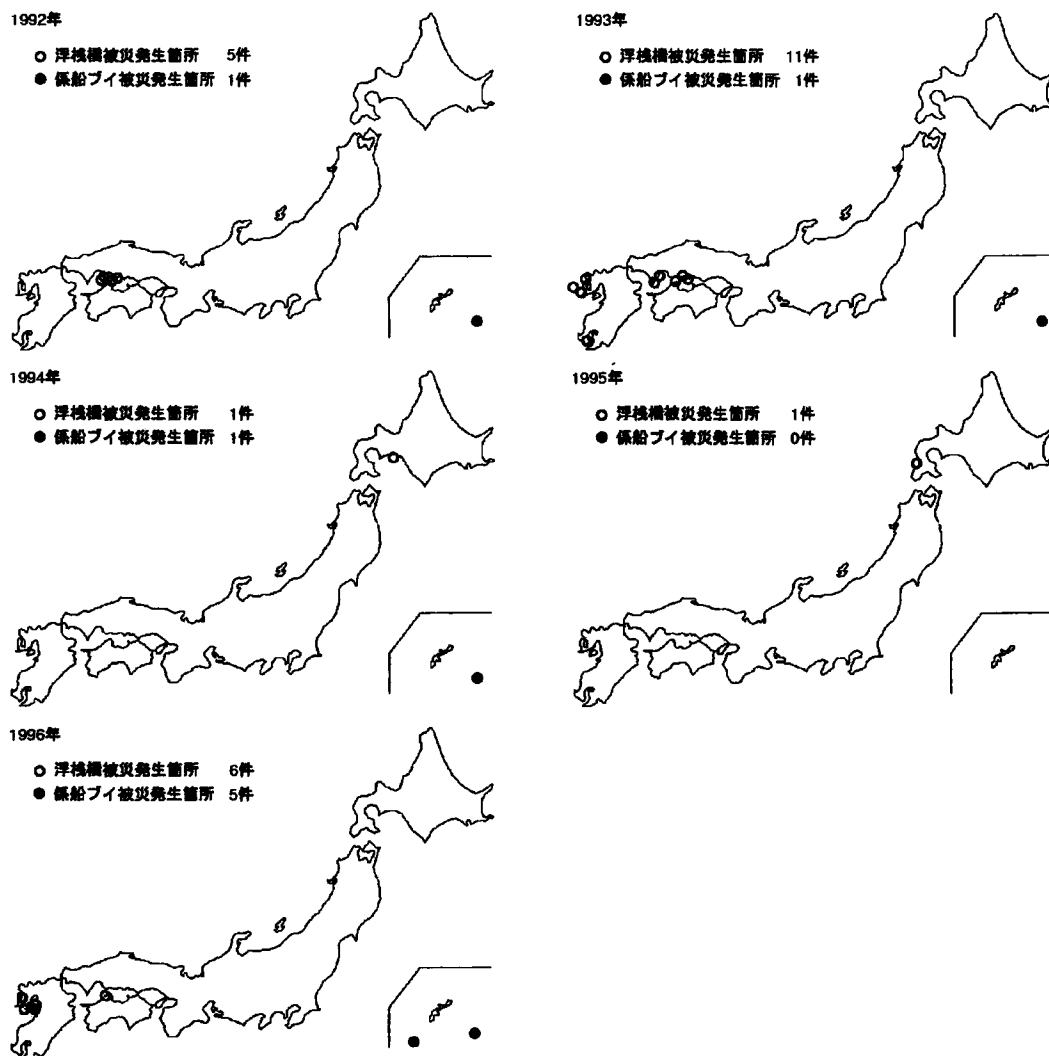 1992年
○ 浮桟橋被災発生箇所 5件
● 係船ブイ被災発生箇所 1件
1993年
○ 浮桟橋被災発生箇所 11件
● 係船ブイ被災発生箇所 1件
1994年
○ 浮桟橋被災発生箇所 1件
● 係船ブイ被災発生箇所 1件
1995年
○ 浮桟橋被災発生箇所 1件
● 係船ブイ被災発生箇所 0件
1996年
○ 浮桟橋被災発生箇所 6件
● 係船ブイ被災発生箇所 5件